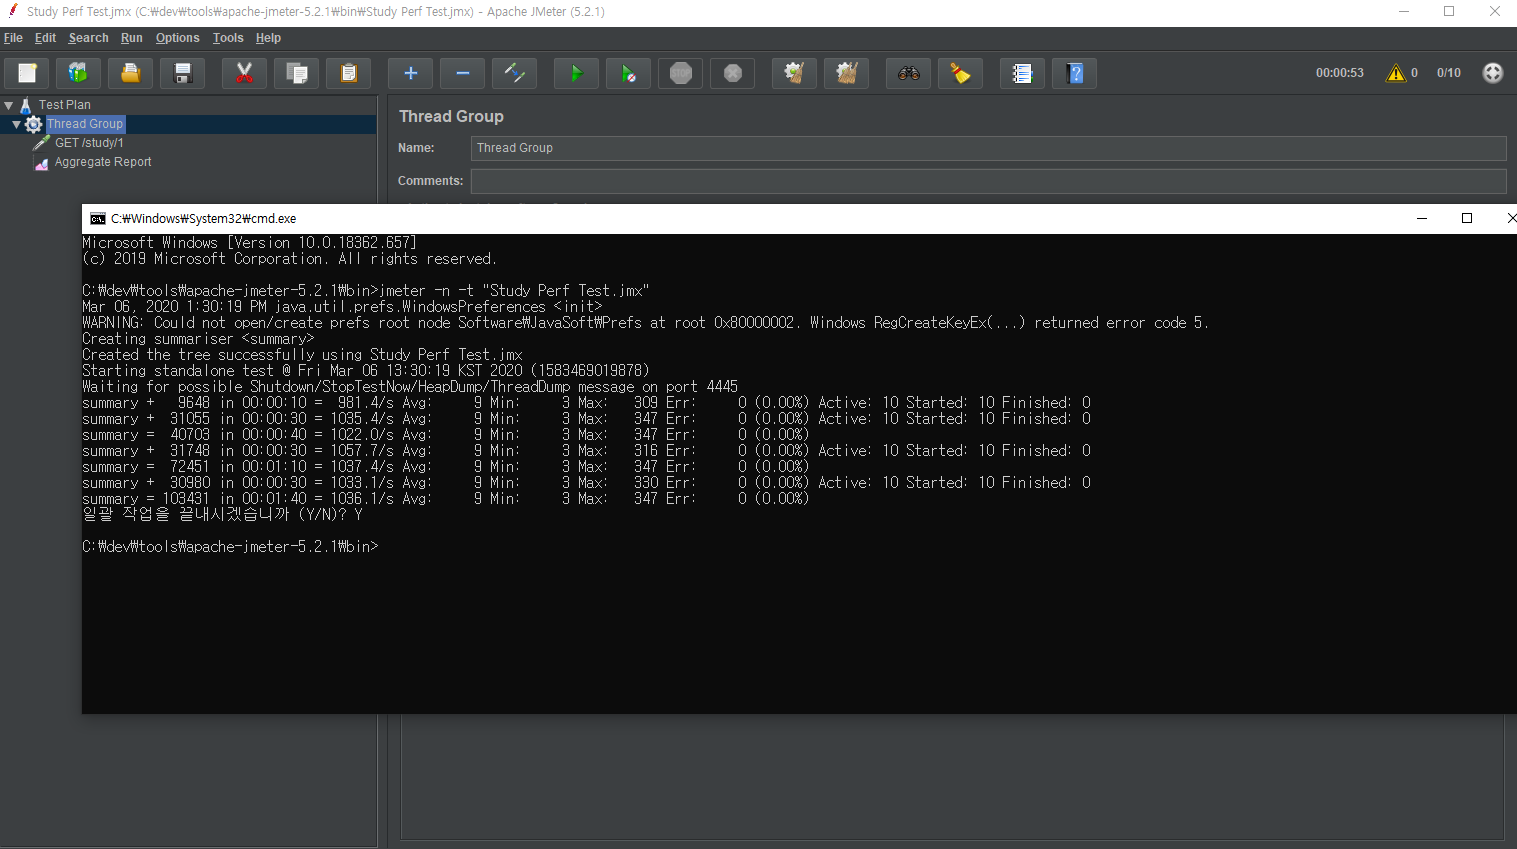 Study Perf Test.jmx (C:₩dev₩tools₩apache-jmeter-5.2.1₩bin₩Study Perf Test.jmx) - Apache JMeter (5.2.1)
File Edit Search Run Options Tools Help
STOP
00:00:53 0 0/10
Test Plan
Thread Group
GET /study/1
Aggregate Report
Thread Group
Name: Thread Group
Comments:
C:₩Windows₩System32₩cmd.exe
Microsoft Windows [Version 10.0.18362.657]
(c) 2019 Microsoft Corporation. All rights reserved.
C:₩dev₩tools₩apache-jmeter-5.2.1₩bin>jmeter -n -t "Study Perf Test.jmx"
Mar 06, 2020 1:30:19 PM java.util.prefs.WindowsPreferences <init>
WARNING: Could not open/create prefs root node Software₩JavaSoft₩Prefs at root 0x80000002. Windows RegCreateKeyEx(...) returned error code 5.
Creating summariser <summary>
Created the tree successfully using Study Perf Test.jmx
Starting standalone test @ Fri Mar 06 13:30:19 KST 2020 (1583469019878)
Waiting for possible Shutdown/StopTestNow/HeapDump/ThreadDump message on port 4445
summary +   9648 in 00:00:10 =  981.4/s Avg:     9 Min:     3 Max:   309 Err:     0 (0.00%) Active: 10 Started: 10 Finished: 0
summary +  31055 in 00:00:30 = 1035.4/s Avg:     9 Min:     3 Max:   347 Err:     0 (0.00%) Active: 10 Started: 10 Finished: 0
summary =  40703 in 00:00:40 = 1022.0/s Avg:     9 Min:     3 Max:   347 Err:     0 (0.00%)
summary +  31748 in 00:00:30 = 1057.7/s Avg:     9 Min:     3 Max:   316 Err:     0 (0.00%) Active: 10 Started: 10 Finished: 0
summary =  72451 in 00:01:10 = 1037.4/s Avg:     9 Min:     3 Max:   347 Err:     0 (0.00%)
summary +  30980 in 00:00:30 = 1033.1/s Avg:     9 Min:     3 Max:   330 Err:     0 (0.00%) Active: 10 Started: 10 Finished: 0
summary = 103431 in 00:01:40 = 1036.1/s Avg:     9 Min:     3 Max:   347 Err:     0 (0.00%)
일괄 작업을 끝내시겠습니까 (Y/N)? Y
C:₩dev₩tools₩apache-jmeter-5.2.1₩bin>